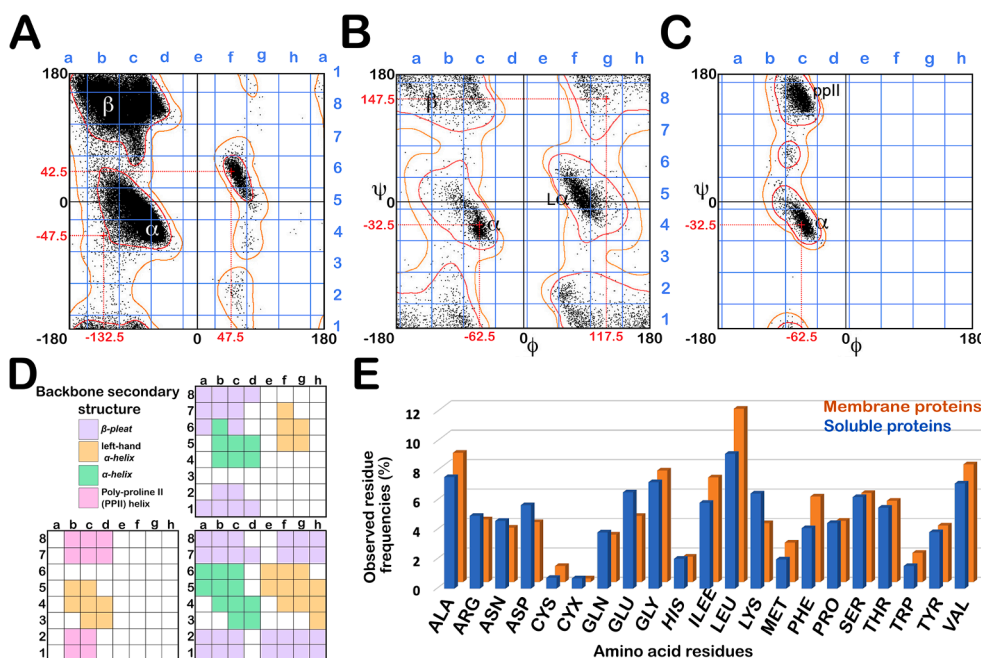 A
a b c d e f g h a
180
β
42.5
0
-47.5
α
-180
-132.5
0
47.5
180
1
8
7
6
5
4
3
2
1
B
a b c d e f g h
180
147.5
β
ψ
0
Lα
-32.5
α
-180
-62.5
0
ϕ
117.5
180
8
7
6
5
4
3
2
1
C
a b c d e f g h
180
ppII
ψ
0
-32.5
α
-180
-62.5
0
ϕ
180
D
Backbone secondary
structure
β-pleat
left-hand
α-helix
α-helix
Poly-proline II
(PPII) helix
a b c d e f g h
8
7
6
5
4
3
2
1
a b c d e f g h
8
7
6
5
4
3
2
1
a b c d e f g h
8
7
6
5
4
3
2
1
E
Membrane proteins
Soluble proteins
Observed residue
frequencies (%)
12
10
8
6
4
2
0
ALA ARG ASN ASP CYS CYX GLN GLU GLY HIS ILEE LEU LYS MET PHE PRO SER THR TRP TYR VAL
Amino acid residues